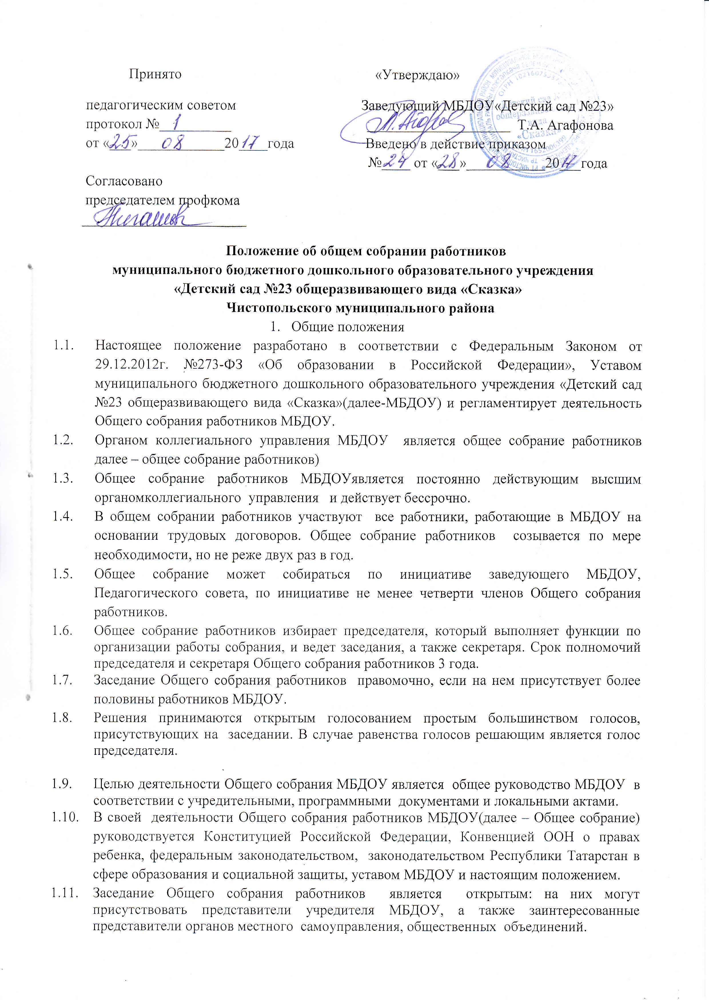 Принято
«Утверждаю»
педагогическим советом
Заведующий МБДОУ«Детский сад №23»
протокол № 1
Т.А. Агафонова
от «25» 08 2017 года
Введено в действие приказом
№ 24 от «28» 08 2017 года
Согласовано
председателем профкома
Положение об общем собрании работников
муниципального бюджетного дошкольного образовательного учреждения
«Детский сад №23 общеразвивающего вида «Сказка»
Чистопольского муниципального района
1. Общие положения
1.1. Настоящее положение разработано в соответствии с Федеральным Законом от
29.12.2012г. №273-ФЗ «Об образовании в Российской Федерации», Уставом
муниципального бюджетного дошкольного образовательного учреждения «Детский сад
№23 общеразвивающего вида «Сказка»(далее-МБДОУ) и регламентирует деятельность
Общего собрания работников МБДОУ.
1.2. Органом коллегиального управления МБДОУ является общее собрание работников
далее – общее собрание работников)
1.3. Общее собрание работников МБДОУявляется постоянно действующим высшим
органомколлегиального управления и действует бессрочно.
1.4. В общем собрании работников участвуют все работники, работающие в МБДОУ на
основании трудовых договоров. Общее собрание работников созывается по мере
необходимости, но не реже двух раз в год.
1.5. Общее собрание может собираться по инициативе заведующего МБДОУ,
Педагогического совета, по инициативе не менее четверти членов Общего собрания
работников.
1.6. Общее собрание работников избирает председателя, который выполняет функции по
организации работы собрания, и ведет заседания, а также секретаря. Срок полномочий
председателя и секретаря Общего собрания работников 3 года.
1.7. Заседание Общего собрания работников правомочно, если на нем присутствует более
половины работников МБДОУ.
1.8. Решения принимаются открытым голосованием простым большинством голосов,
присутствующих на заседании. В случае равенства голосов решающим является голос
председателя.
1.9. Целью деятельности Общего собрания МБДОУ является общее руководство МБДОУ в
соответствии с учредительными, программными документами и локальными актами.
1.10. В своей деятельности Общего собрания работников МБДОУ(далее – Общее собрание)
руководствуется Конституцией Российской Федерации, Конвенцией ООН о правах
ребенка, федеральным законодательством, законодательством Республики Татарстан в
сфере образования и социальной защиты, уставом МБДОУ и настоящим положением.
1.11. Заседание Общего собрания работников является открытым: на них могут
присутствовать представители учредителя МБДОУ, а также заинтересованные
представители органов местного самоуправления, общественных объединений.